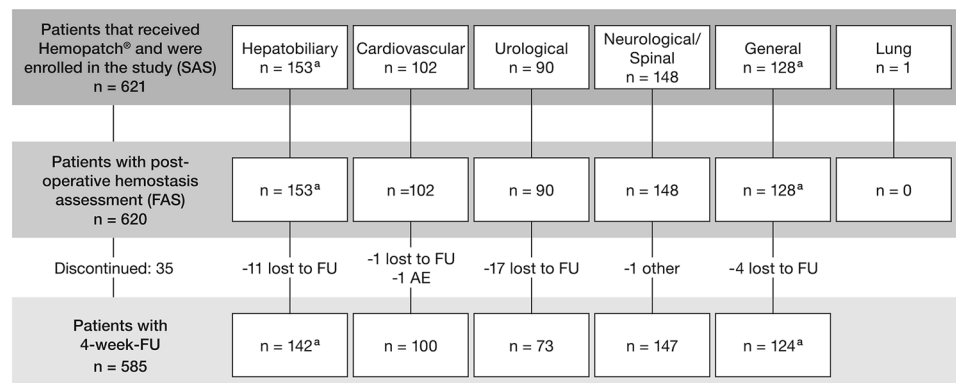 Patients that received
Hemopatch® and were
enrolled in the study (SAS)
n = 621
Hepatobiliary
n = 153ᵃ
Cardiovascular
n = 102
Urological
n = 90
Neurological/
Spinal
n = 148
General
n = 128ᵃ
Lung
n = 1
Patients with post-
operative hemostasis
assessment (FAS)
n = 620
n = 153ᵃ
n =102
n = 90
n = 148
n = 128ᵃ
n = 0
Discontinued: 35
-11 lost to FU
-1 lost to FU
-1 AE
-17 lost to FU
-1 other
-4 lost to FU
Patients with
4-week-FU
n = 585
n = 142ᵃ
n = 100
n = 73
n = 147
n = 124ᵃ